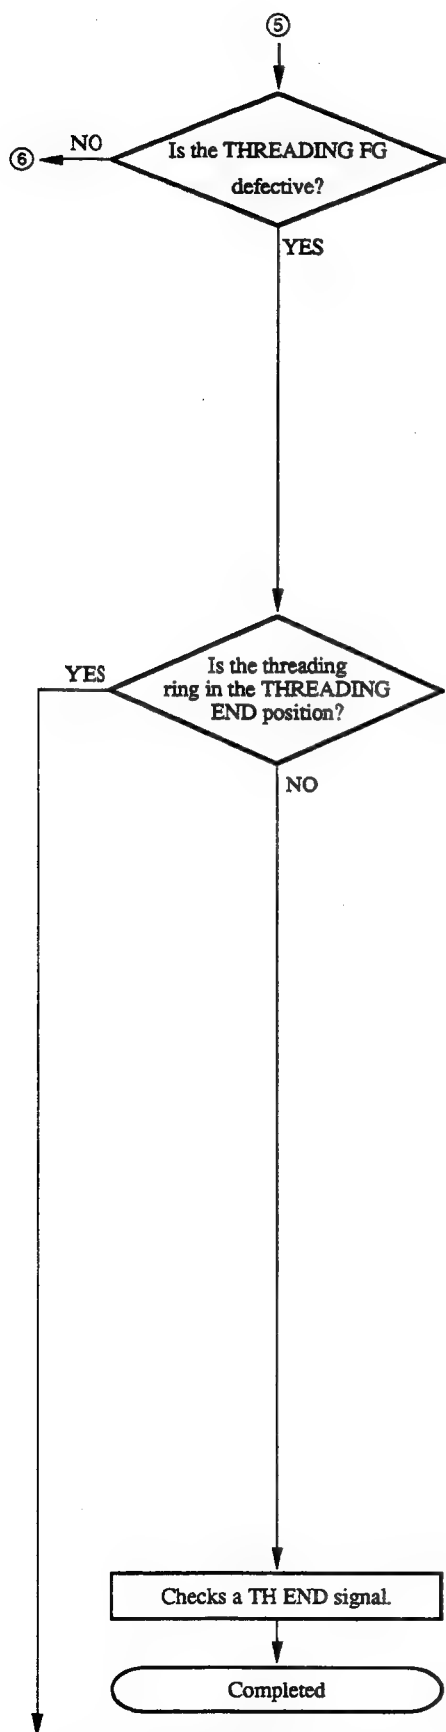 ⑤
Is the THREADING FG
defective?
NO
⑥
YES
Is the threading
ring in the THREADING
END position?
YES
NO
Checks a TH END signal.
Completed